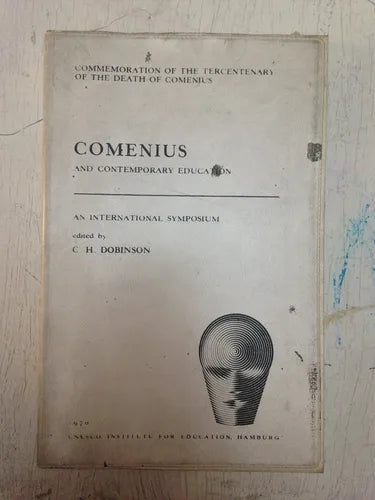 COMMEMORATION OF THE TERCENTENARY
OF THE DEATH OF COMENIUS
COMENIUS
AND CONTEMPORARY EDUCATION
AN INTERNATIONAL SYMPOSIUM
edited by
C. H. DOBINSON
1970
UNESCO INSTITUTE FOR EDUCATION, HAMBURG